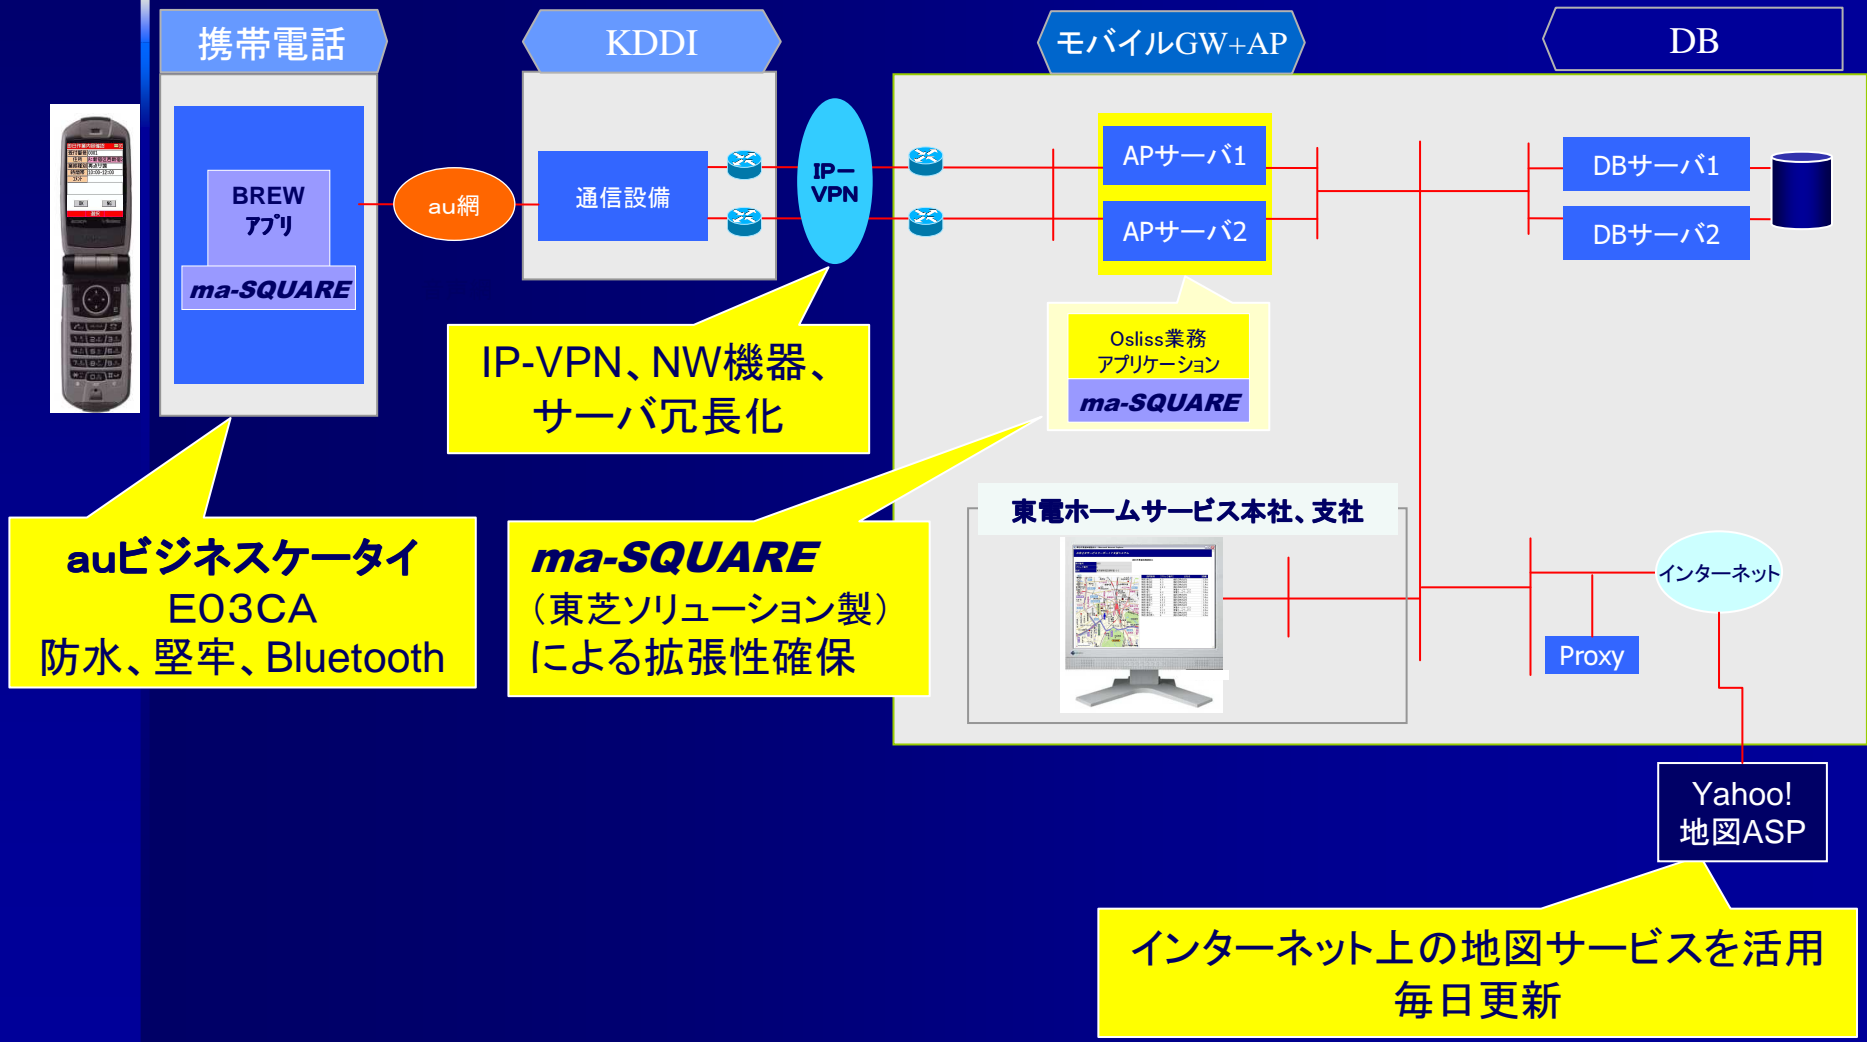 携帯電話
KDDI
モバイルGW+AP
DB
BREW
アプリ
ma-SQUARE
au網
通信設備
IPー
VPN
APサーバ1
APサーバ2
DBサーバ1
DBサーバ2
Osliss業務
アプリケーション
ma-SQUARE
IP-VPN、NW機器、
サーバ冗長化
東電ホームサービス本社、支社
インターネット
Proxy
auビジネスケータイ
E03CA
防水、堅牢、Bluetooth
ma-SQUARE
（東芝ソリューション製）
による拡張性確保
Yahoo!
地図ASP
インターネット上の地図サービスを活用
毎日更新